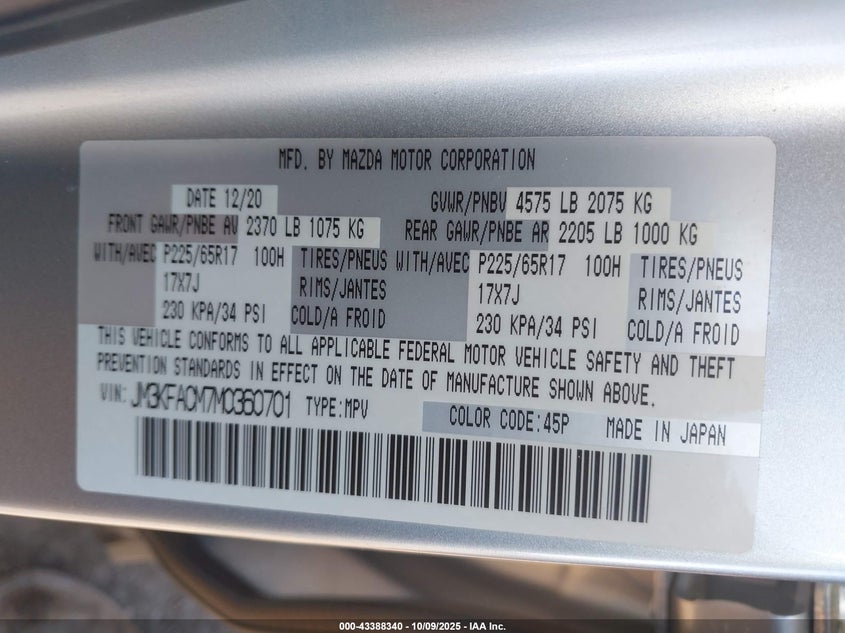 MFD. BY MAZDA MOTOR CORPORATION
DATE 12/20 GVWR/PNBV 4575 LB 2075 KG
FRONT GAWR/PNBE AV 2370 LB 1075 KG REAR GAWR/PNBE AR 2205 LB 1000 KG
WITH/AVEC P225/65R17 100H TIRES/PNEUS WITH/AVEC P225/65R17 100H TIRES/PNEUS
17X7J RIMS/JANTES 17X7J RIMS/JANTES
230 KPA/34 PSI COLD/A FROID 230 KPA/34 PSI COLD/A FROID
THIS VEHICLE CONFORMS TO ALL APPLICABLE FEDERAL MOTOR VEHICLE SAFETY AND THEFT
PREVENTION STANDARDS IN EFFECT ON THE DATE OF MANUFACTURE SHOWN ABOVE.
VIN: JM3KFACM7M0360701 TYPE:MPV COLOR CODE:45P MADE IN JAPAN
000-43388340 - 10/09/2025 - IAA Inc.